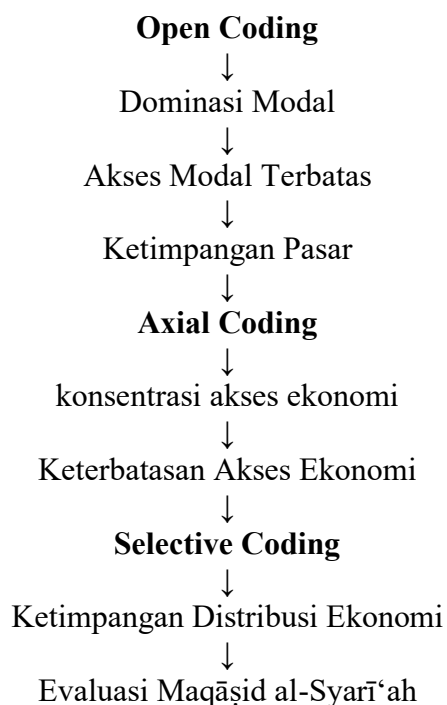 Open Coding
↓
Dominasi Modal
↓
Akses Modal Terbatas
↓
Ketimpangan Pasar
↓
Axial Coding
↓
konsentrasi akses ekonomi
↓
Keterbatasan Akses Ekonomi
↓
Selective Coding
↓
Ketimpangan Distribusi Ekonomi
↓
Evaluasi Maqāṣid al-Syarī‘ah